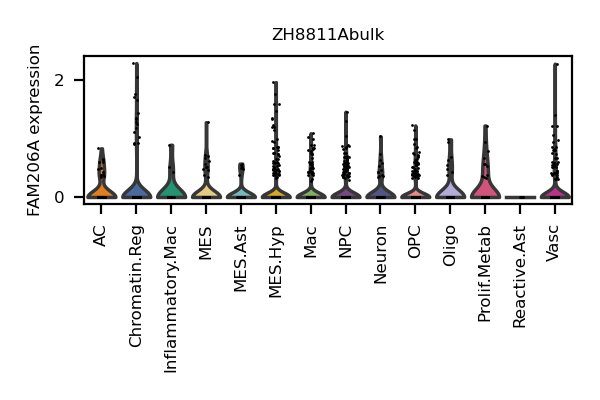 ZH8811Abulk
FAM206A expression
2
0
AC
Chromatin.Reg
Inflammatory.Mac
MES
MES.Ast
MES.Hyp
Mac
NPC
Neuron
OPC
Oligo
Prolif.Metab
Reactive.Ast
Vasc